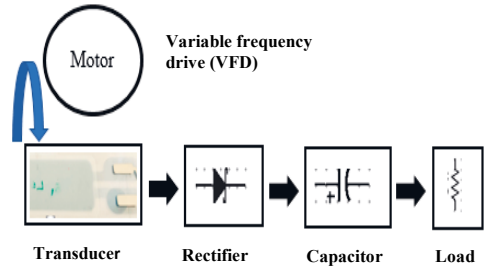 Motor
Variable frequency
drive (VFD)
+
Transducer
Rectifier
Capacitor
Load